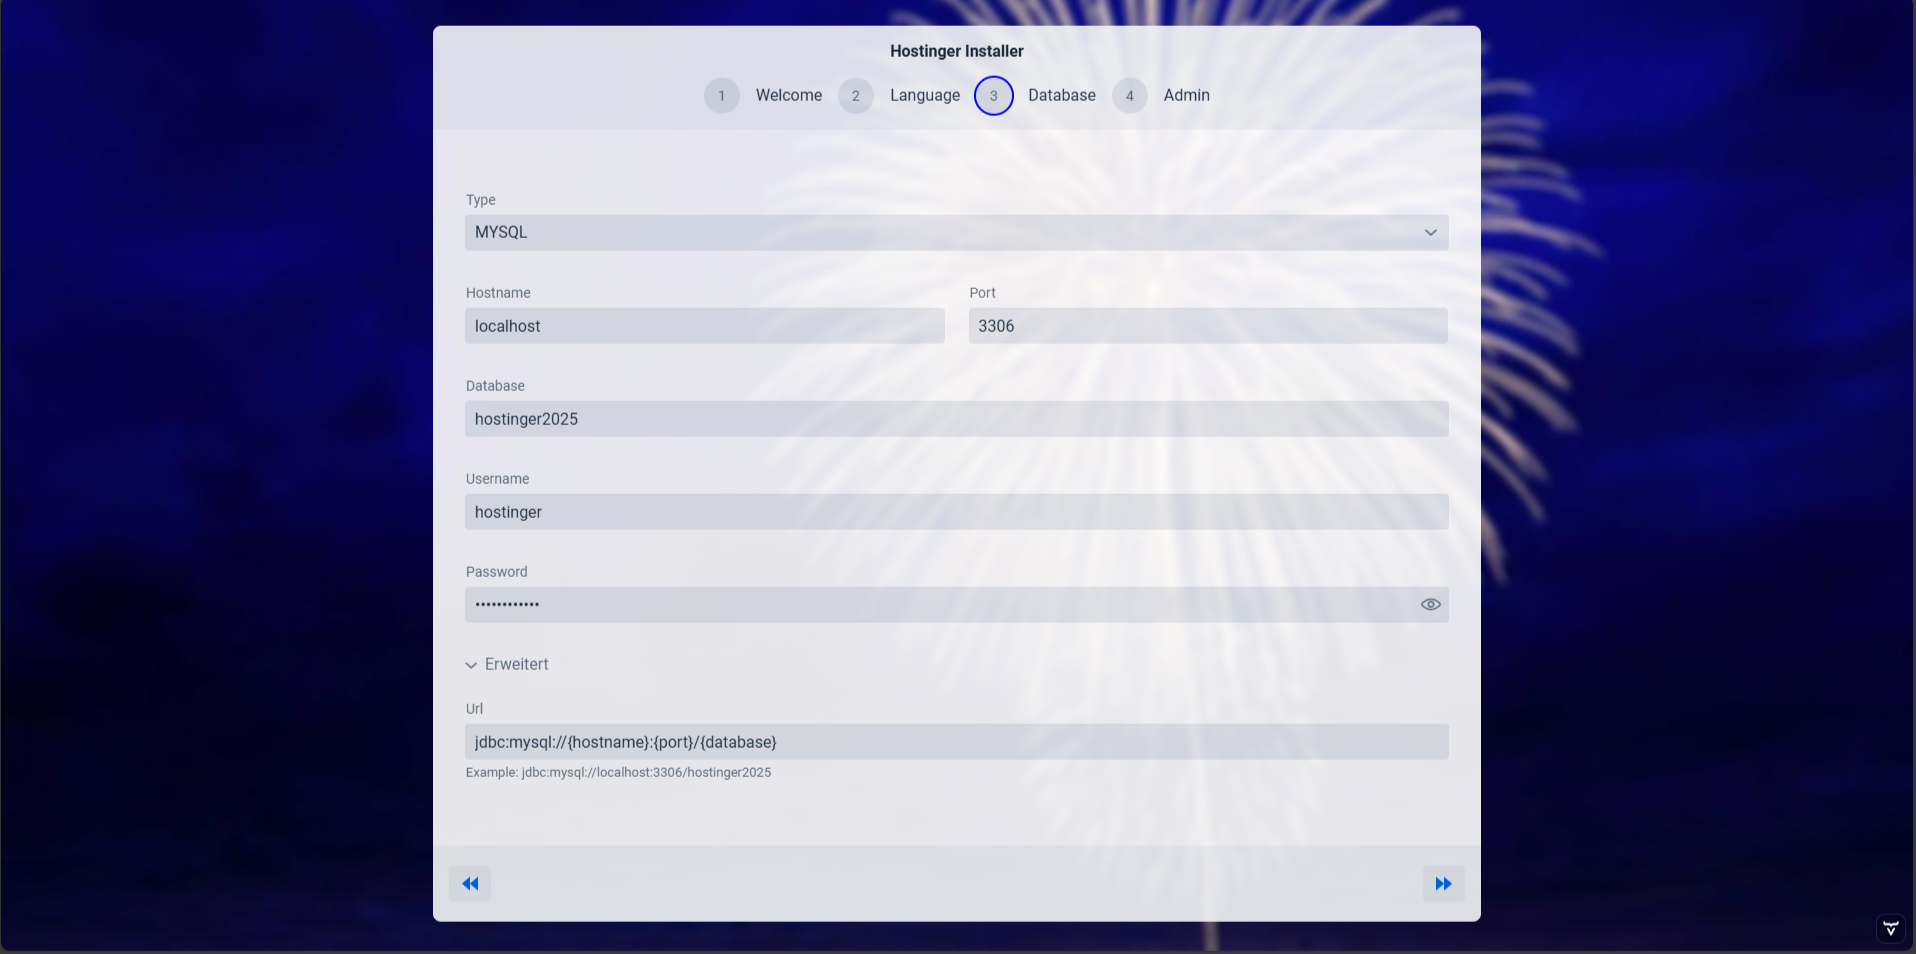 Hostinger Installer
1 Welcome 2 Language 3 Database 4 Admin
Type
MYSQL
Hostname Port
localhost 3306
Database
hostinger2025
Username
hostinger
Password
••••••••••••
Erweitert
Url
jdbc:mysql://{hostname}:{port}/{database}
Example: jdbc:mysql://localhost:3306/hostinger2025